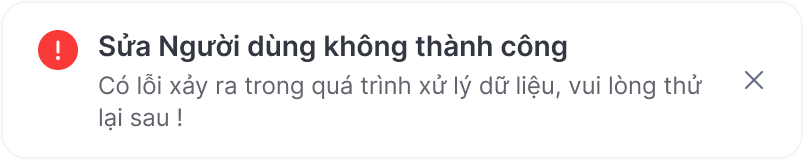 Sửa Người dùng không thành công
Có lỗi xảy ra trong quá trình xử lý dữ liệu, vui lòng thử
lại sau !